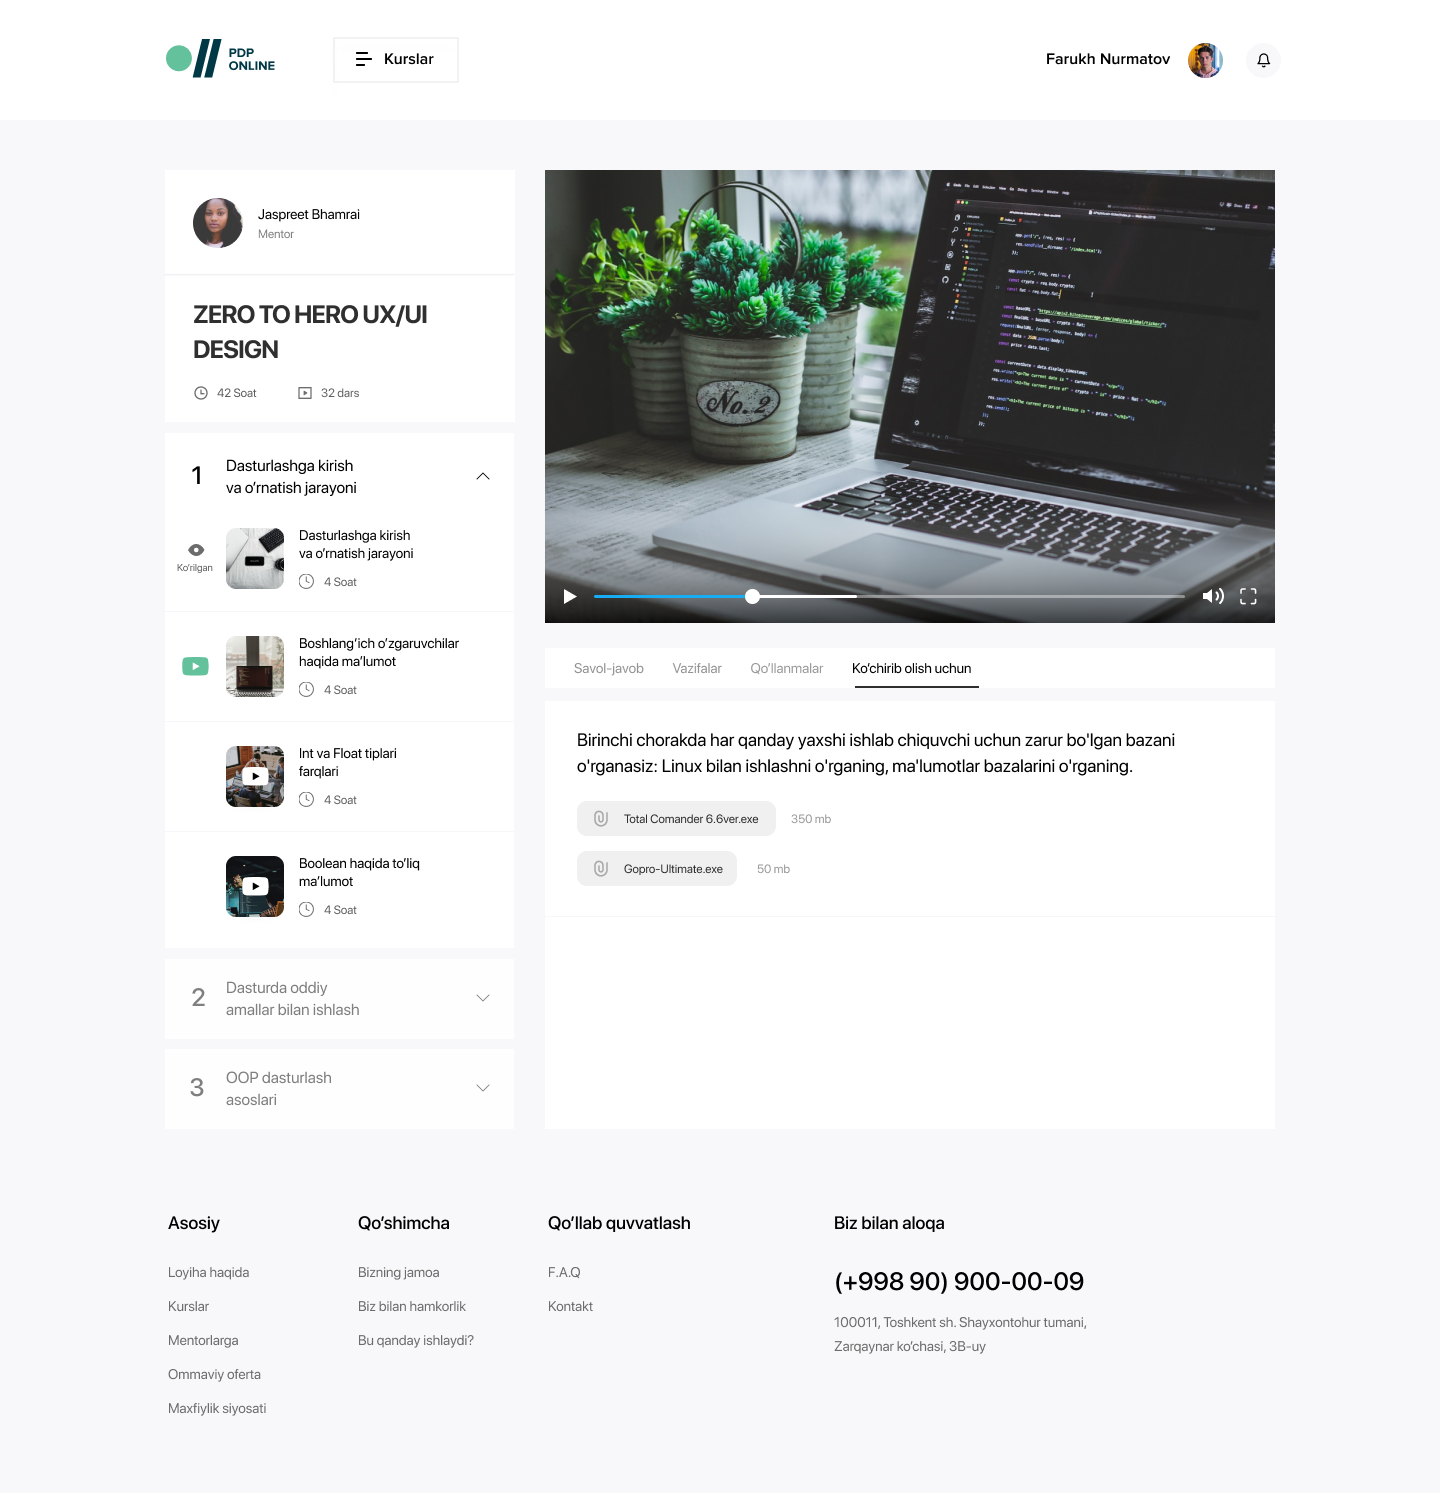 PDP
ONLINE
Kurslar
Farukh Nurmatov
Jaspreet Bhamrai
Mentor
ZERO TO HERO UX/UI
DESIGN
42 Soat
32 dars
1
Dasturlashga kirish
va o‘rnatish jarayoni
Ko‘rilgan
Dasturlashga kirish
va o‘rnatish jarayoni
4 Soat
Boshlang‘ich o‘zgaruvchilar
haqida ma’lumot
4 Soat
Int va Float tiplari
farqlari
4 Soat
Boolean haqida to‘liq
ma’lumot
4 Soat
2
Dasturda oddiy
amallar bilan ishlash
3
OOP dasturlash
asoslari
No. 2
Savol-javob
Vazifalar
Qo‘llanmalar
Ko‘chirib olish uchun
Birinchi chorakda har qanday yaxshi ishlab chiquvchi uchun zarur bo'lgan bazani
o'rganasiz: Linux bilan ishlashni o'rganing, ma'lumotlar bazalarini o'rganing.
Total Comander 6.6ver.exe
350 mb
Gopro-Ultimate.exe
50 mb
Asosiy
Loyiha haqida
Kurslar
Mentorlarga
Ommaviy oferta
Maxfiylik siyosati
Qo‘shimcha
Bizning jamoa
Biz bilan hamkorlik
Bu qanday ishlaydi?
Qo‘llab quvvatlash
F.A.Q
Kontakt
Biz bilan aloqa
(+998 90) 900-00-09
100011, Toshkent sh. Shayxontohur tumani,
Zarqaynar ko‘chasi, 3B-uy